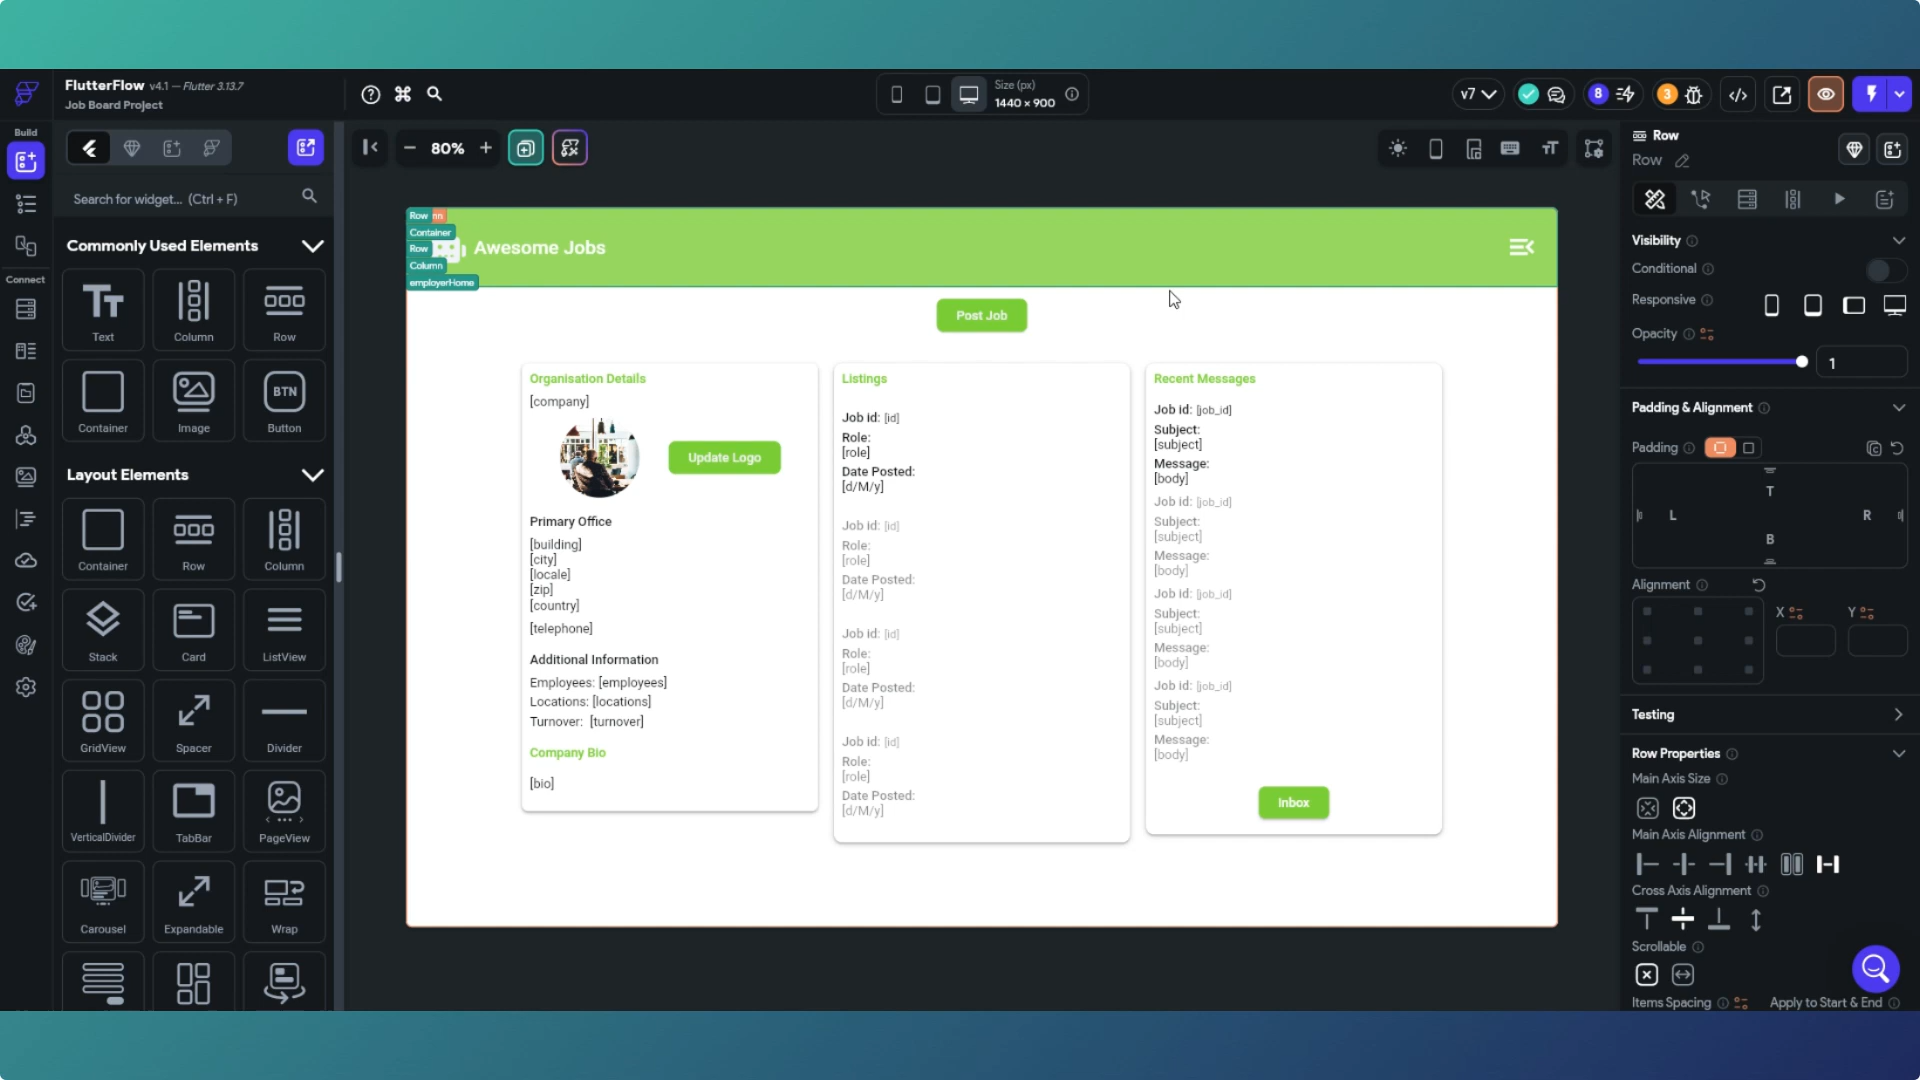 FlutterFlow v4.1 — Flutter 3.13.7
Job Board Project
Size (px)
1440 × 900
v7
8
3
Build
Connect
80%
Search for widget... (Ctrl + F)
Commonly Used Elements
Text
Column
Row
Container
Image
BTN
Button
Layout Elements
Container
Row
Column
Stack
Card
ListView
GridView
Spacer
Divider
VerticalDivider
TabBar
PageView
Carousel
Expandable
Wrap
Row
Container
Row
Column
employerHome
Awesome Jobs
Post Job
Organisation Details
[company]
Update Logo
Primary Office
[building]
[city]
[locale]
[zip]
[country]
[telephone]
Additional Information
Employees: [employees]
Locations: [locations]
Turnover: [turnover]
Company Bio
[bio]
Listings
Job id: [id]
Role:
[role]
Date Posted:
[d/M/y]
Job id: [id]
Role:
[role]
Date Posted:
[d/M/y]
Job id: [id]
Role:
[role]
Date Posted:
[d/M/y]
Job id: [id]
Role:
[role]
Date Posted:
[d/M/y]
Recent Messages
Job id: [job_id]
Subject:
[subject]
Message:
[body]
Job id: [job_id]
Subject:
[subject]
Message:
[body]
Job id: [job_id]
Subject:
[subject]
Message:
[body]
Job id: [job_id]
Subject:
[subject]
Message:
[body]
Inbox
Row
Row
Visibility
Conditional
Responsive
Opacity
1
Padding & Alignment
Padding
T
L
R
B
Alignment
X
Y
Testing
Row Properties
Main Axis Size
Main Axis Alignment
Cross Axis Alignment
Scrollable
Items Spacing
Apply to Start & End